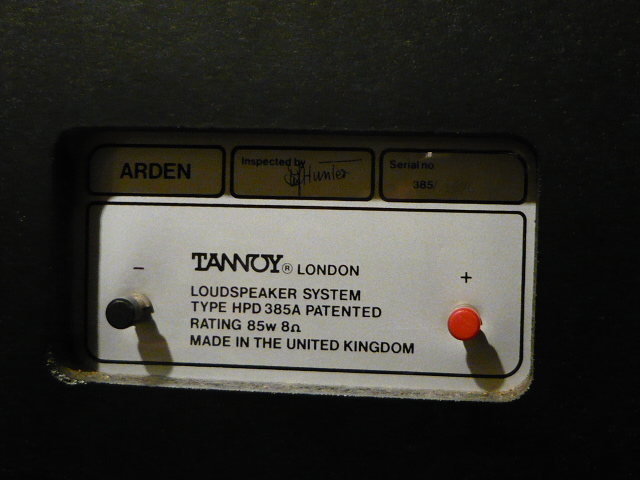 ARDEN
Inspected by
Hunter
Serial no
385/
-
+
TANNOY® LONDON
LOUDSPEAKER SYSTEM
TYPE HPD 385A PATENTED
RATING 85w 8Ω
MADE IN THE UNITED KINGDOM